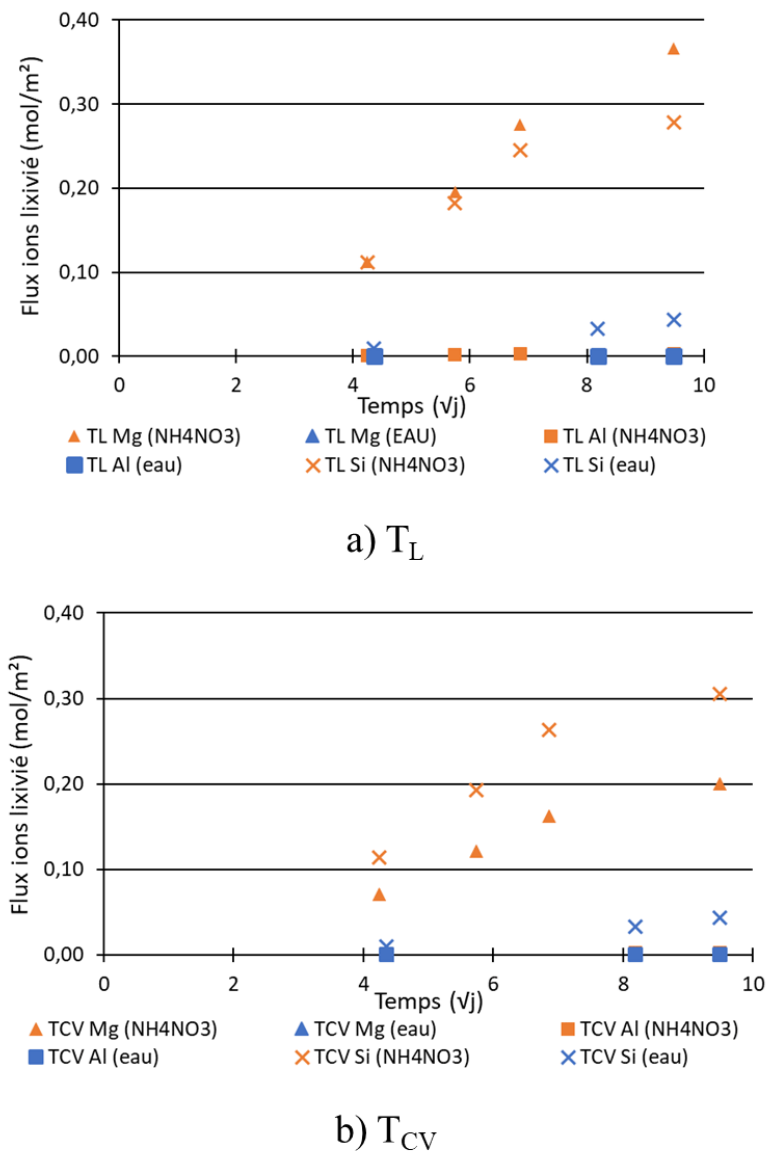 0,40
0,30
0,20
0,10
0,00
Flux ions lixivié (mol/m²)
0 2 4 6 8 10
Temps (√j)
TL Mg (NH4NO3) TL Mg (EAU) TL Al (NH4NO3)
TL Al (eau) TL Si (NH4NO3) TL Si (eau)
a) TL
0,40
0,30
0,20
0,10
0,00
Flux ions lixivié (mol/m²)
0 2 4 6 8 10
Temps (√j)
TCV Mg (NH4NO3) TCV Mg (eau) TCV Al (NH4NO3)
TCV Al (eau) TCV Si (NH4NO3) TCV Si (eau)
b) TCV